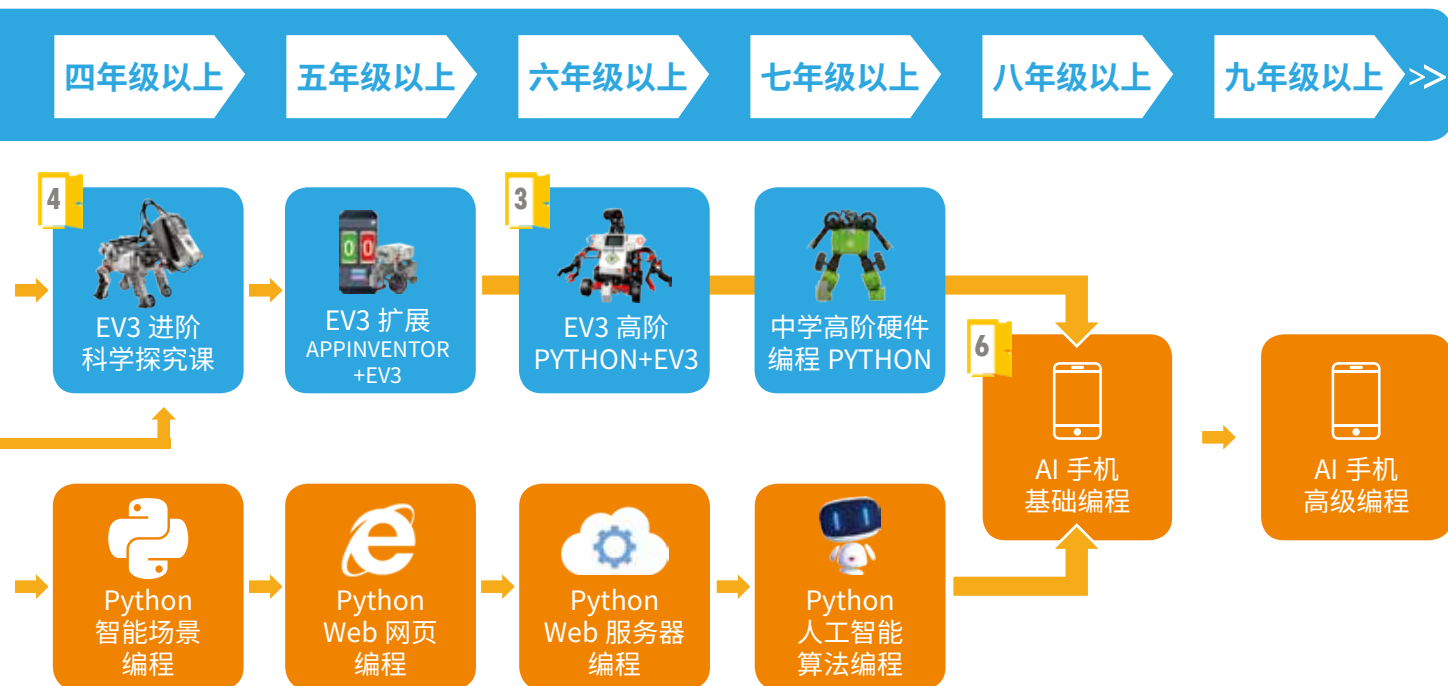 四年级以上
五年级以上
六年级以上
七年级以上
八年级以上
九年级以上
4
EV3 进阶
科学探究课
0 0
EV3 扩展
APPINVENTOR
+EV3
3
EV3 高阶
PYTHON+EV3
中学高阶硬件
编程 PYTHON
6
AI 手机
基础编程
AI 手机
高级编程
Python
智能场景
编程
Python
Web 网页
编程
Python
Web 服务器
编程
Python
人工智能
算法编程